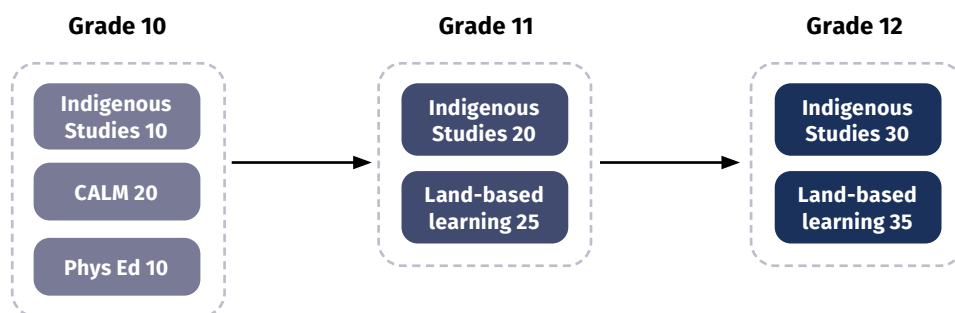 Grade 10
Grade 11
Grade 12
Indigenous
Studies 10
CALM 20
Phys Ed 10
Indigenous
Studies 20
Land-based
learning 25
Indigenous
Studies 30
Land-based
learning 35